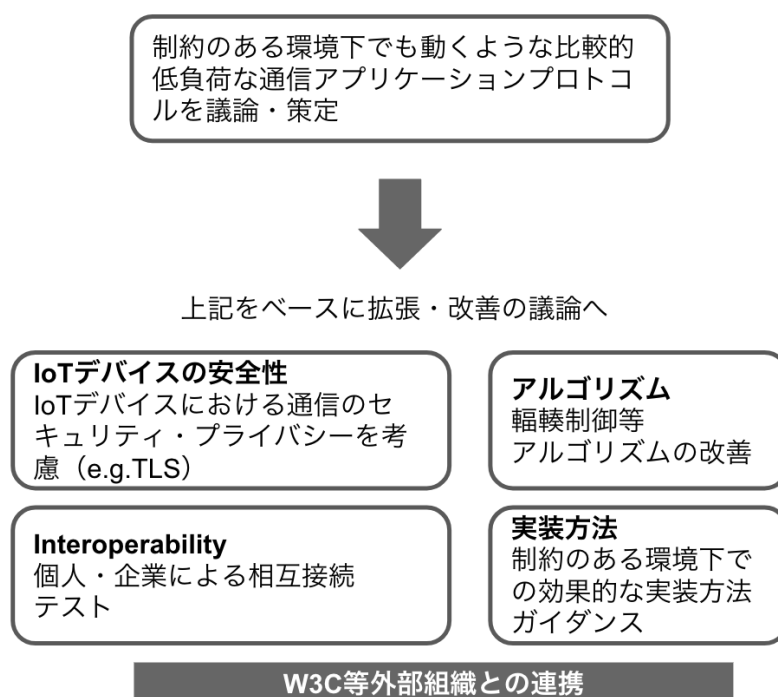 制約のある環境下でも動くような比較的
低負荷な通信アプリケーションプロトコ
ルを議論・策定
上記をベースに拡張・改善の議論へ
IoTデバイスの安全性
IoTデバイスにおける通信のセ
キュリティ・プライバシーを考
慮（e.g.TLS）
アルゴリズム
輻輳制御等
アルゴリズムの改善
Interoperability
個人・企業による相互接続
テスト
実装方法
制約のある環境下で
の効果的な実装方法
ガイダンス
W3C等外部組織との連携